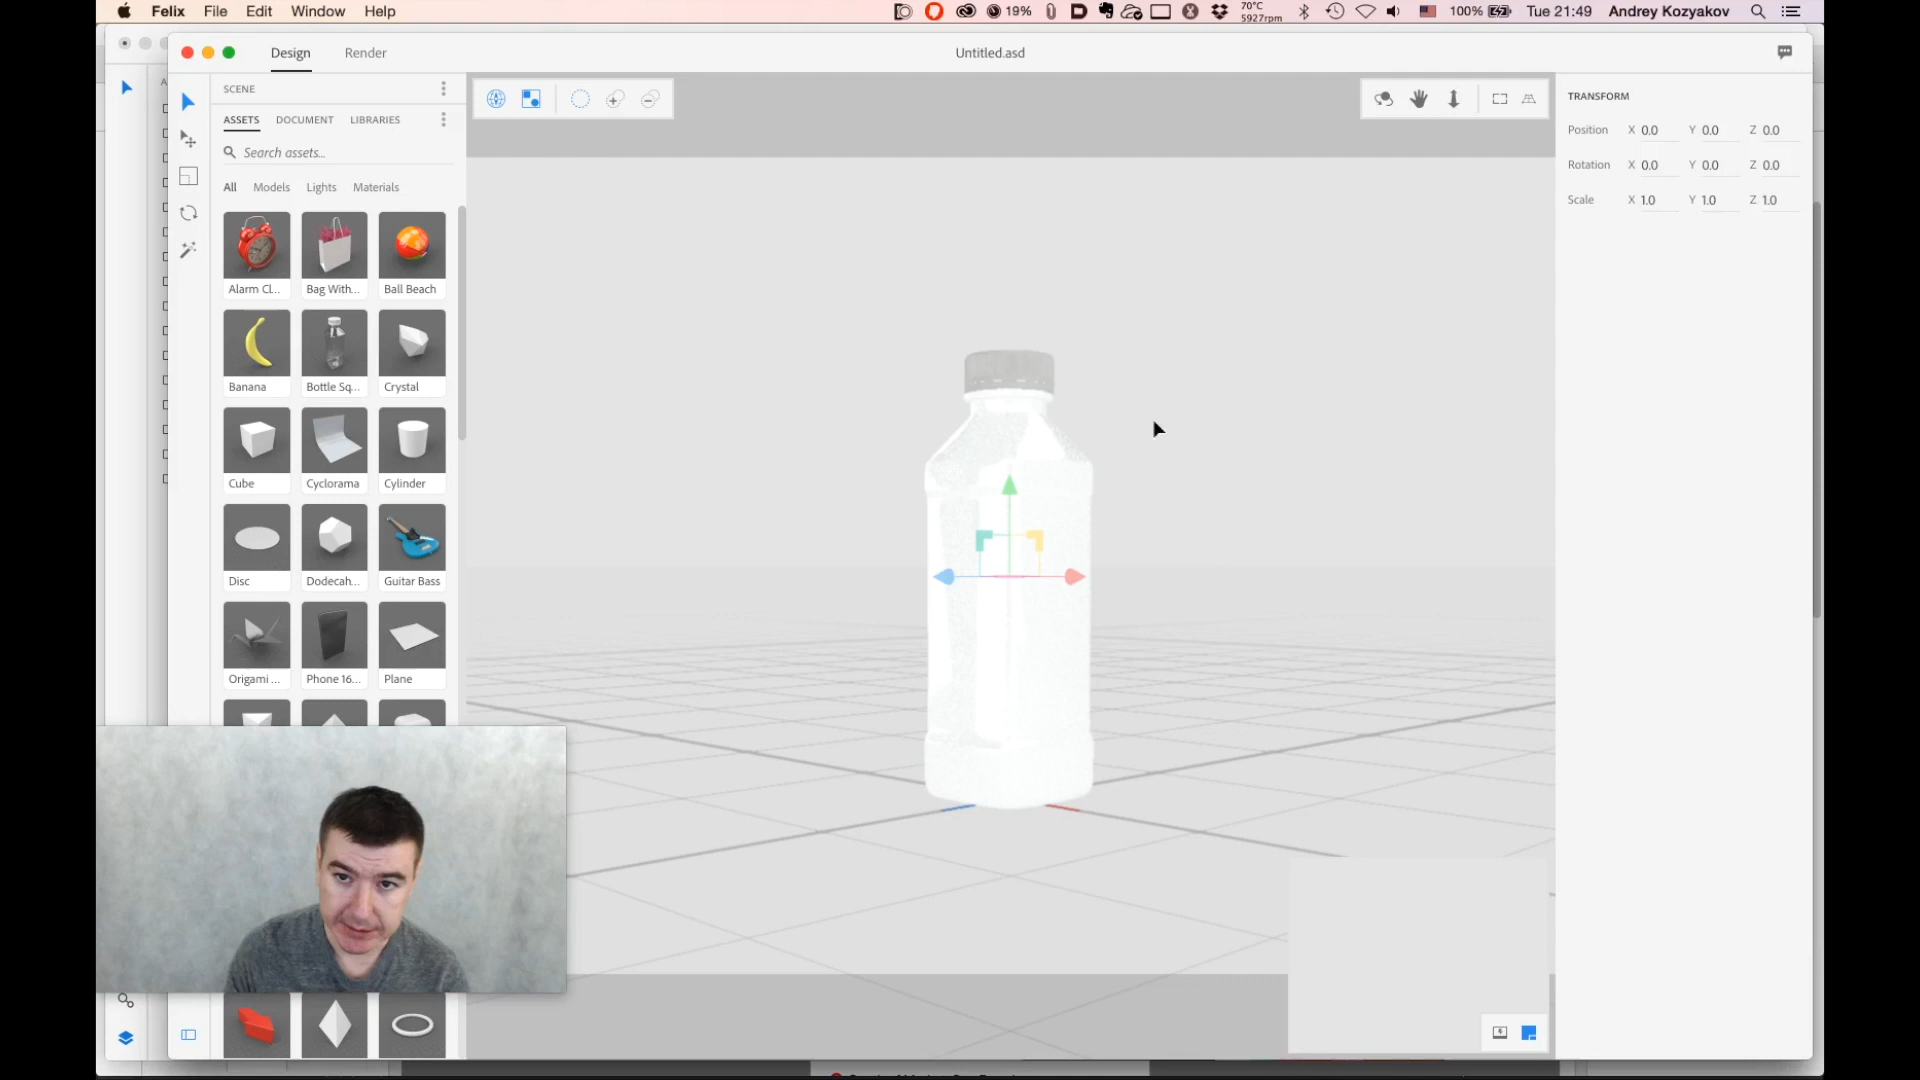 Felix File Edit Window Help 19% 70°C 5927rpm 100% Tue 21:49 Andrey Kozyakov
Design Render Untitled.asd
SCENE
ASSETS DOCUMENT LIBRARIES
Search assets...
All Models Lights Materials
Alarm Cl... Bag With... Ball Beach
Banana Bottle Sq... Crystal
Cube Cyclorama Cylinder
Disc Dodecah... Guitar Bass
Origami ... Phone 16... Plane
TRANSFORM
Position X 0.0 Y 0.0 Z 0.0
Rotation X 0.0 Y 0.0 Z 0.0
Scale X 1.0 Y 1.0 Z 1.0